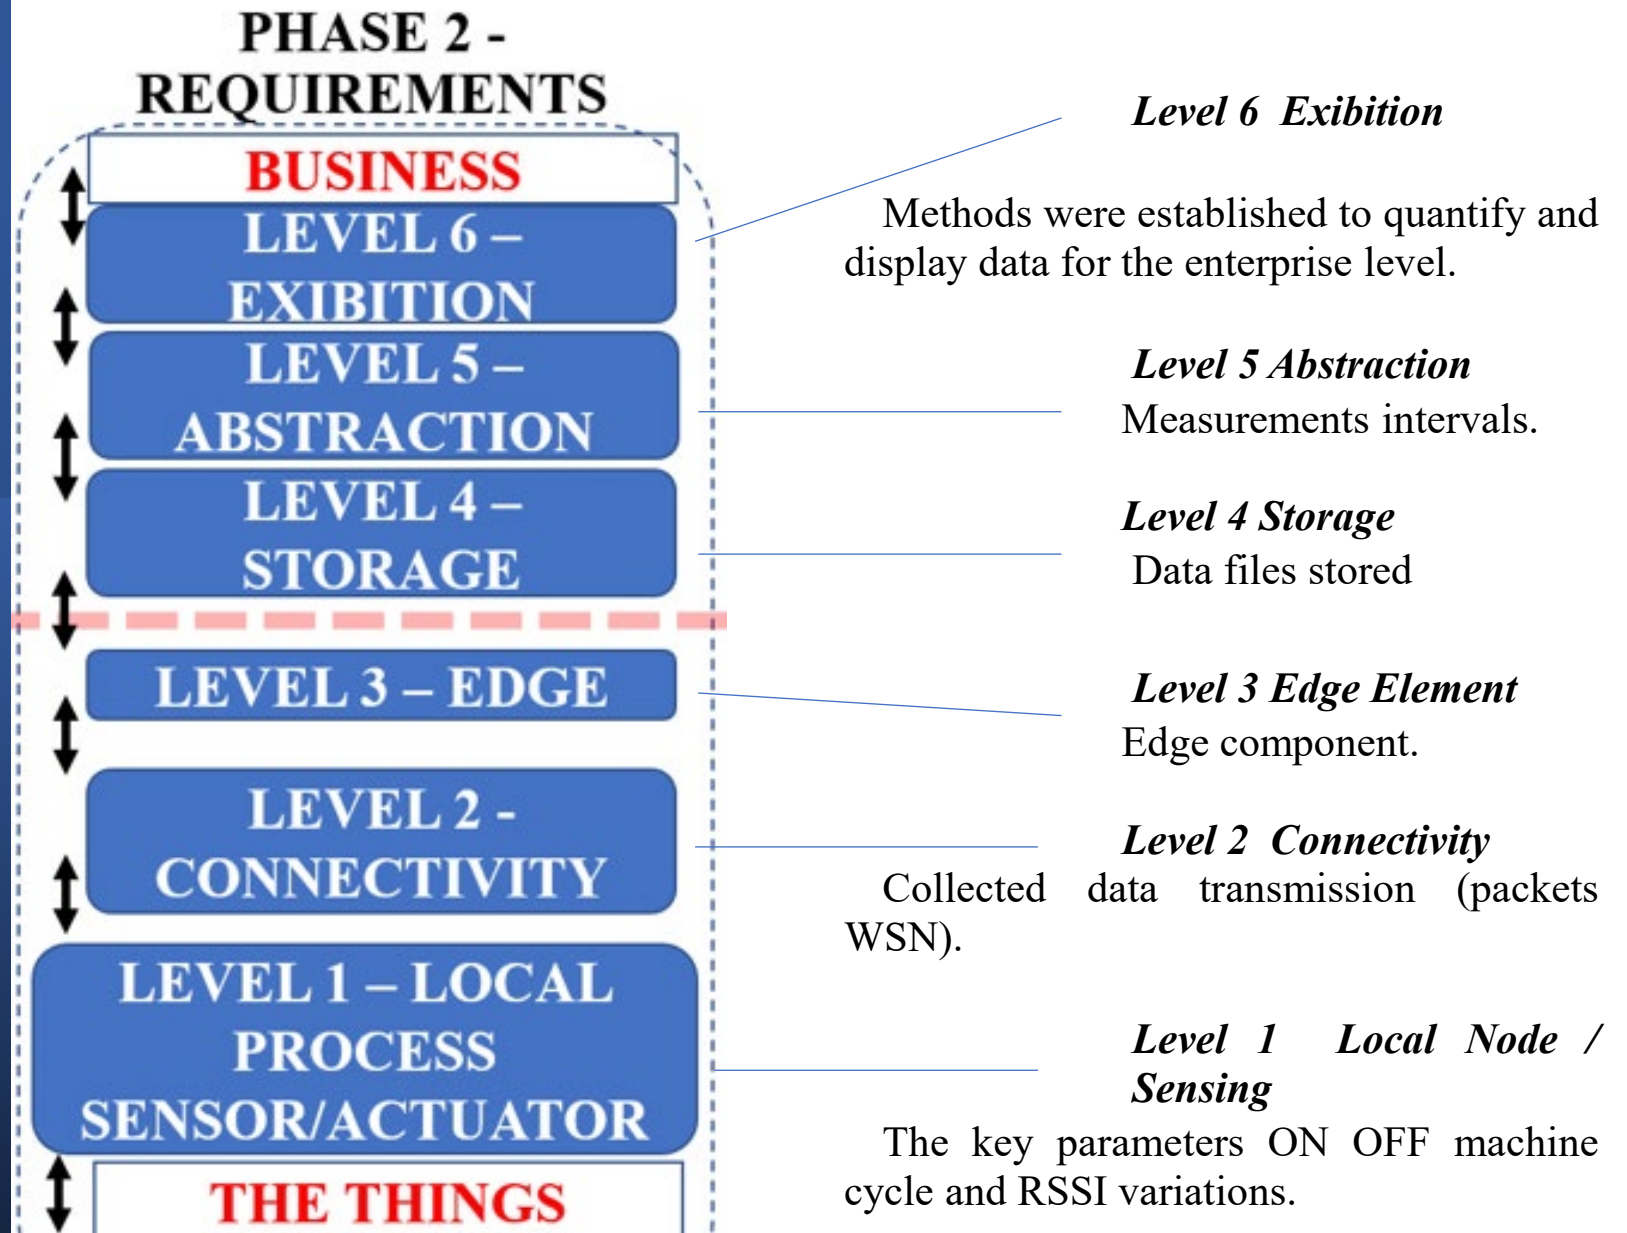 PHASE 2 -
REQUIREMENTS
BUSINESS
LEVEL 6 –
EXIBITION
LEVEL 5 –
ABSTRACTION
LEVEL 4 –
STORAGE
LEVEL 3 – EDGE
LEVEL 2 -
CONNECTIVITY
LEVEL 1 – LOCAL
PROCESS
SENSOR/ACTUATOR
THE THINGS
Level 6 Exibition
Methods were established to quantify and
display data for the enterprise level.
Level 5 Abstraction
Measurements intervals.
Level 4 Storage
Data files stored
Level 3 Edge Element
Edge component.
Level 2 Connectivity
Collected data transmission (packets
WSN).
Level 1 Local Node /
Sensing
The key parameters ON OFF machine
cycle and RSSI variations.